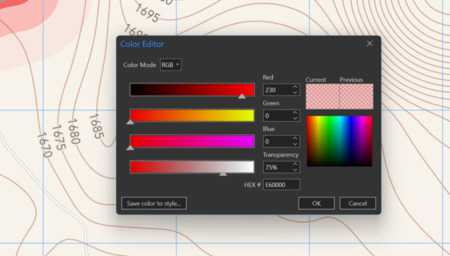 1695
1690
Color Editor
Color Mode RGB
Red
230
Current Previous
Green
0
Blue
0
Transparency
75%
HEX # E60000
Save color to style...
OK Cancel
1685
1680
1675
1670